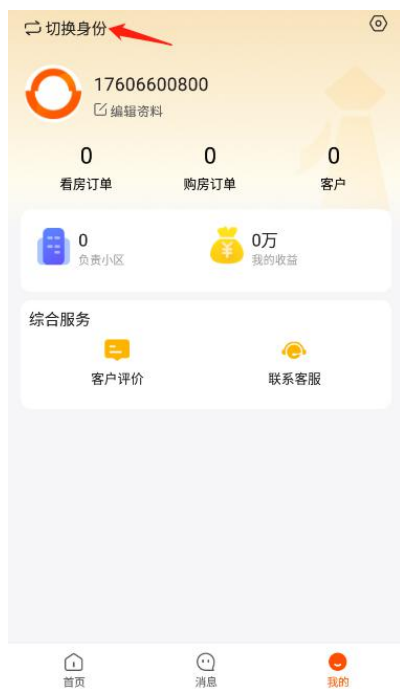 切换身份
17606600800
编辑资料
0 0 0
看房订单 购房订单 客户
0 0万
负责小区 我的收益
综合服务
客户评价 联系客服
首页 消息 我的